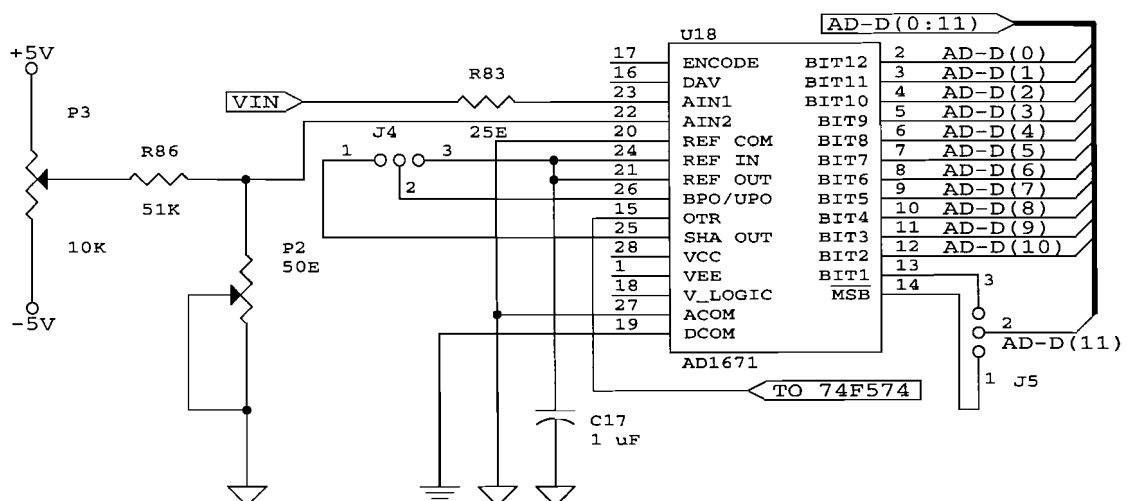 AD-D(0:11)
U18
+5V
17 ENCODE BIT12 2 AD-D(0)
R83
16 DAV BIT11 3 AD-D(1)
VIN
23 AIN1 BIT10 4 AD-D(2)
P3
22 AIN2 BIT9 5 AD-D(3)
J4 25E
20 REF COM BIT8 6 AD-D(4)
1 3
24 REF IN BIT7 7 AD-D(5)
R86
21 REF OUT BIT6 8 AD-D(6)
2
26 BPO/UPO BIT5 9 AD-D(7)
51K
15 OTR BIT4 10 AD-D(8)
25 SHA OUT BIT3 11 AD-D(9)
10K
P2
28 VCC BIT2 12 AD-D(10)
50E
1 VEE BIT1 13
3
18 V_LOGIC MSB 14
-5V
27 ACOM
2
19 DCOM
AD-D(11)
AD1671
1 J5
TO 74F574
C17
1 uF